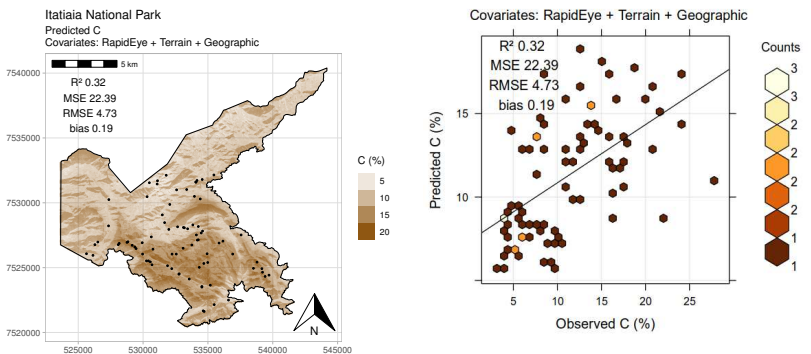 Itatiaia National Park
Predicted C
Covariates: RapidEye + Terrain + Geographic
5 km
R² 0.32
MSE 22.39
RMSE 4.73
bias 0.19
7540000
7535000
7530000
7525000
7520000
525000 530000 535000 540000 545000
N
C (%)
5
10
15
20
Covariates: RapidEye + Terrain + Geographic
R² 0.32
MSE 22.39
RMSE 4.73
bias 0.19
Predicted C (%)
15
10
5 10 15 20 25
Observed C (%)
Counts
3
3
2
2
2
1
1